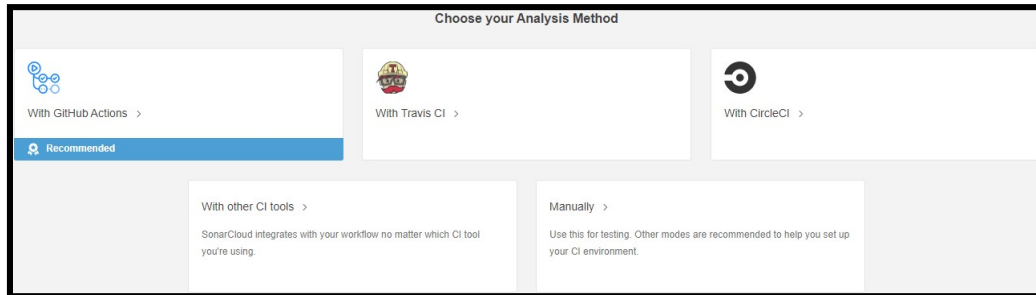 Choose your Analysis Method
With GitHub Actions >
With Travis CI >
With CircleCI >
Recommended
With other CI tools >
SonarCloud integrates with your workflow no matter which CI tool
you're using.
Manually >
Use this for testing. Other modes are recommended to help you set up
your CI environment.